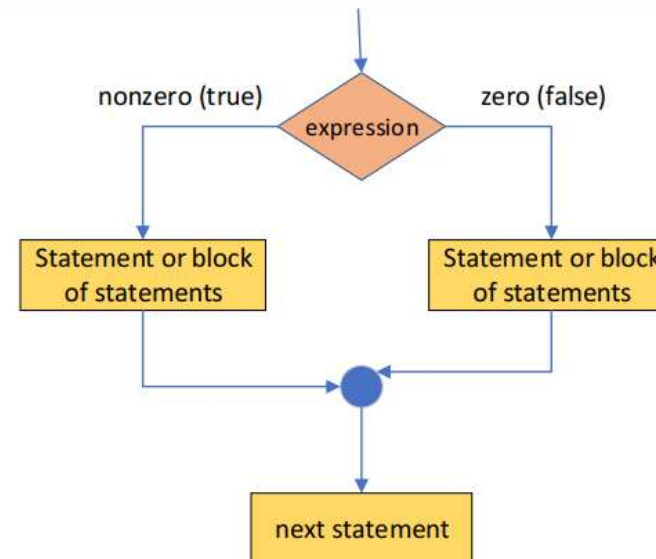 nonzero (true)
zero (false)
expression
Statement or block
of statements
Statement or block
of statements
next statement